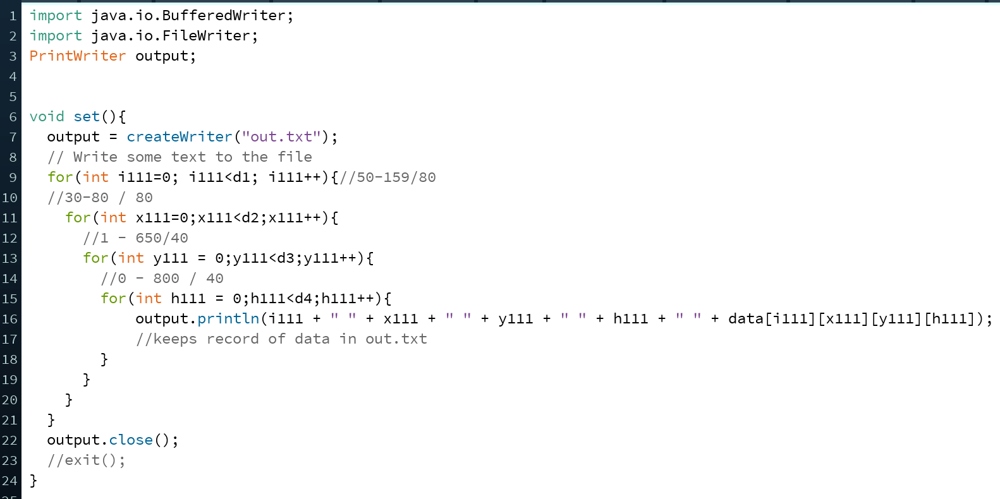 1 import java.io.BufferedWriter;
2 import java.io.FileWriter;
3 PrintWriter output;
4
5
6 void set(){
7   output = createWriter("out.txt");
8   // Write some text to the file
9   for(int i111=0; i111<d1; i111++){//50-159/80
10   //30-80 / 80
11     for(int x111=0;x111<d2;x111++){
12       //1 - 650/40
13       for(int y111 = 0;y111<d3;y111++){
14         //0 - 800 / 40
15         for(int h111 = 0;h111<d4;h111++){
16             output.println(i111 + " " + x111 + " " + y111 + " " + h111 + " " + data[i111][x111][y111][h111]);
17             //keeps record of data in out.txt
18         }
19       }
20     }
21   }
22   output.close();
23   //exit();
24 }
25